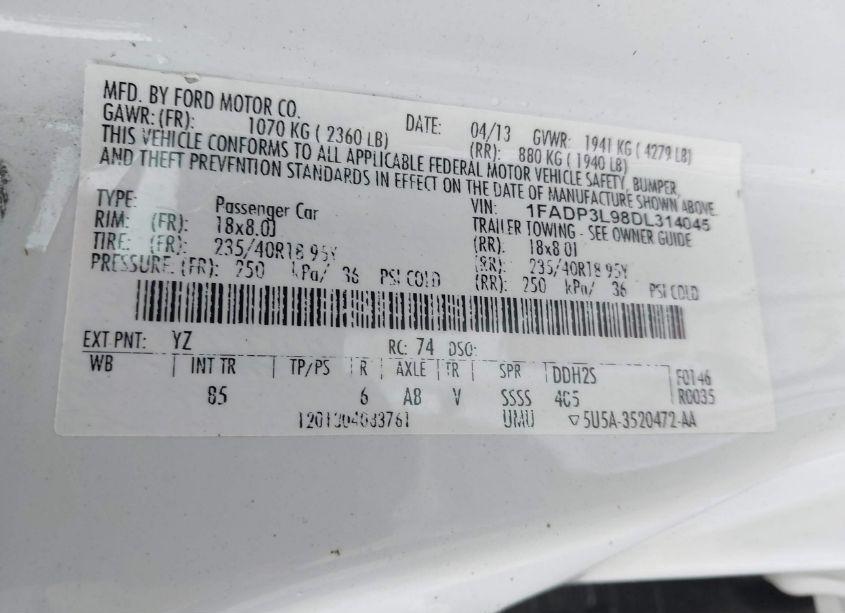 MFD. BY FORD MOTOR CO. DATE: 04/13 GVWR: 1941 KG ( 4279 LB)
GAWR: (FR): 1070 KG ( 2360 LB) (RR): 880 KG ( 1940 LB)
THIS VEHICLE CONFORMS TO ALL APPLICABLE FEDERAL MOTOR VEHICLE SAFETY, BUMPER,
AND THEFT PREVENTION STANDARDS IN EFFECT ON THE DATE OF MANUFACTURE SHOWN ABOVE.
VIN: 1FADP3L98DL314045
TYPE: Passenger Car TRAILER TOWING - SEE OWNER GUIDE
RIM: (FR): 18x8.0J (RR): 18x8.0J
TIRE: (FR): 235/40R18 95Y (RR): 235/40R18 95Y
PRESSURE: (FR): 250 kPa/ 36 PSI COLD (RR): 250 kPa/ 36 PSI COLD
EXT PNT: YZ RC: 74 DSO:
WB INT TR TP/PS R AXLE TR SPR DDH2S F0146
85 6 A8 V SSSS 4C5 R0035
UMU ▽5U5A-3520472-AA